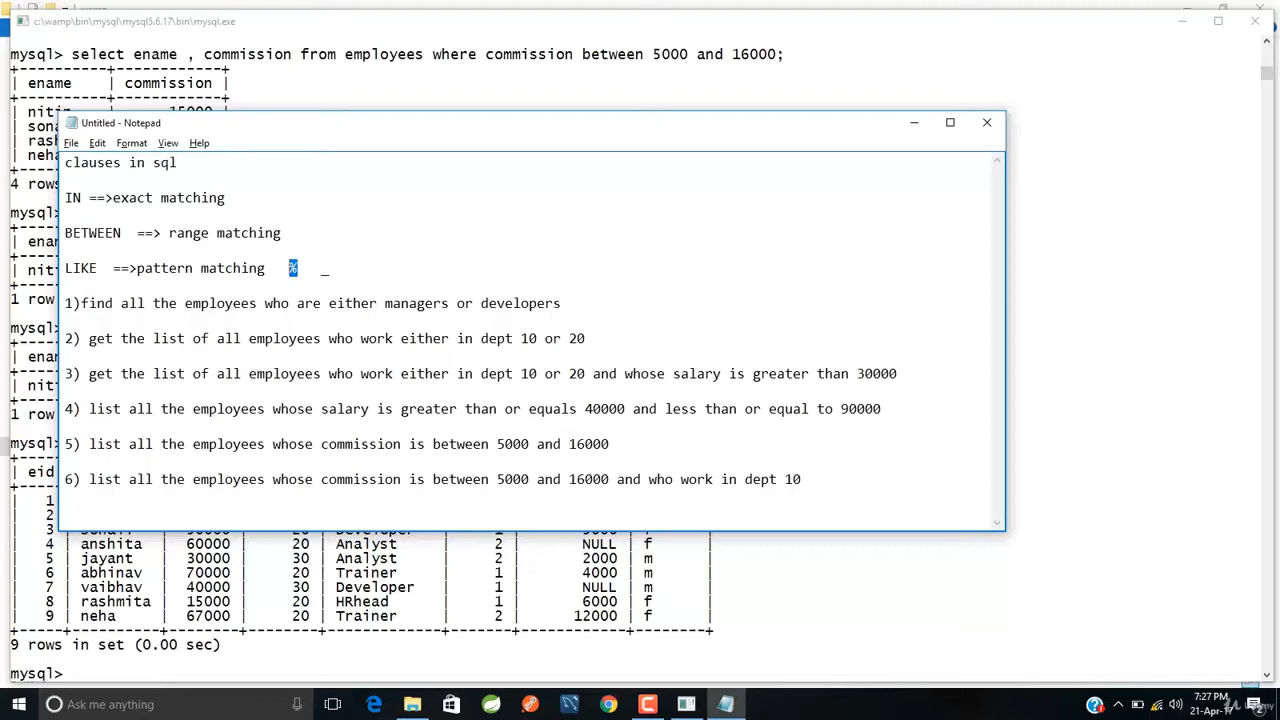 c:\wamp\bin\mysql\mysql5.6.17\bin\mysql.exe
mysql> select ename , commission from employees where commission between 5000 and 16000;
+----------+------------+
| ename | commission |
+----------+------------+
Untitled - Notepad
File Edit Format View Help
clauses in sql
IN ==>exact matching
BETWEEN ==> range matching
LIKE ==>pattern matching % _
1)find all the employees who are either managers or developers
2) get the list of all employees who work either in dept 10 or 20
3) get the list of all employees who work either in dept 10 or 20 and whose salary is greater than 30000
4) list all the employees whose salary is greater than or equals 40000 and less than or equal to 90000
5) list all the employees whose commission is between 5000 and 16000
6) list all the employees whose commission is between 5000 and 16000 and who work in dept 10
4 rows
mysql>
1 row
mysql>
1 row
mysql>
| eid
| 1
| 2
| 3
| 4 | anshita | 60000 | 20 | Analyst | 2 | NULL | f |
| 5 | jayant | 30000 | 30 | Analyst | 2 | 2000 | m |
| 6 | abhinav | 70000 | 20 | Trainer | 1 | 4000 | m |
| 7 | vaibhav | 40000 | 30 | Developer | 1 | NULL | m |
| 8 | rashmita | 15000 | 20 | HRhead | 1 | 6000 | f |
| 9 | neha | 67000 | 20 | Trainer | 2 | 12000 | f |
9 rows in set (0.00 sec)
mysql>
Ask me anything
7:27 PM